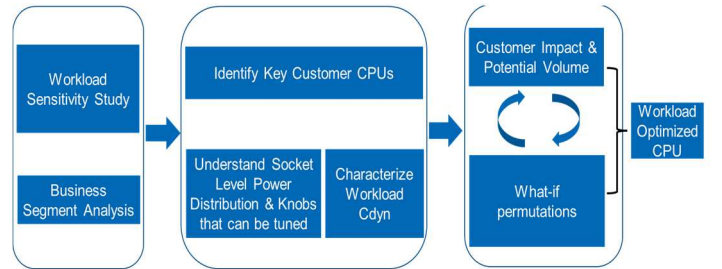 Workload
Sensitivity Study
Business
Segment Analysis
Identify Key Customer CPUs
Understand Socket
Level Power
Distribution & Knobs
that can be tuned
Characterize
Workload
Cdyn
Customer Impact &
Potential Volume
What-if
permutations
Workload
Optimized
CPU